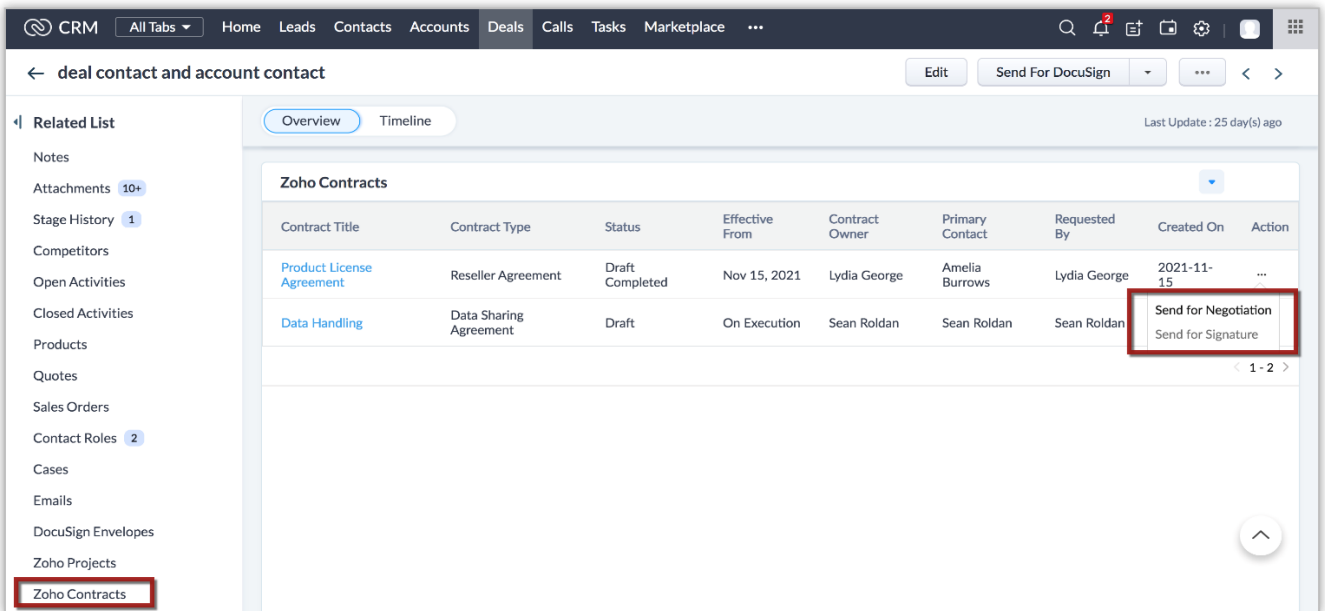 CRM All Tabs Home Leads Contacts Accounts Deals Calls Tasks Marketplace ••• 2
deal contact and account contact Edit Send For DocuSign •••
Related List
Overview Timeline Last Update : 25 day(s) ago
Notes
Attachments 10+
Stage History 1
Competitors
Open Activities
Closed Activities
Products
Quotes
Sales Orders
Contact Roles 2
Cases
Emails
DocuSign Envelopes
Zoho Projects
Zoho Contracts
Zoho Contracts
Contract Title Contract Type Status Effective From Contract Owner Primary Contact Requested By Created On Action
Product License Agreement Reseller Agreement Draft Completed Nov 15, 2021 Lydia George Amelia Burrows Lydia George 2021-11-15 ...
Data Handling Data Sharing Agreement Draft On Execution Sean Roldan Sean Roldan Sean Roldan
Send for Negotiation
Send for Signature
1 - 2